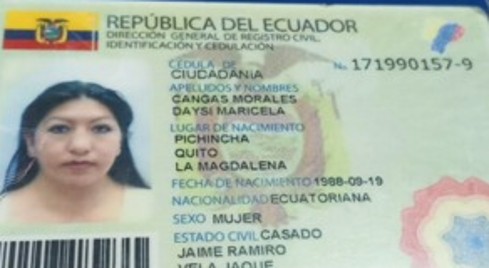 REPÚBLICA DEL ECUADOR
DIRECCIÓN GENERAL DE REGISTRO CIVIL,
IDENTIFICACIÓN Y CEDULACIÓN
CÉDULA DE No. 171990157-9
CIUDADANÍA
APELLIDOS Y NOMBRES
CANGAS MORALES
DAYSI MARICELA
LUGAR DE NACIMIENTO
PICHINCHA
QUITO
LA MAGDALENA
FECHA DE NACIMIENTO 1988-09-19
NACIONALIDAD ECUATORIANA
SEXO MUJER
ESTADO CIVIL CASADO
JAIME RAMIRO
VELA JAQUE